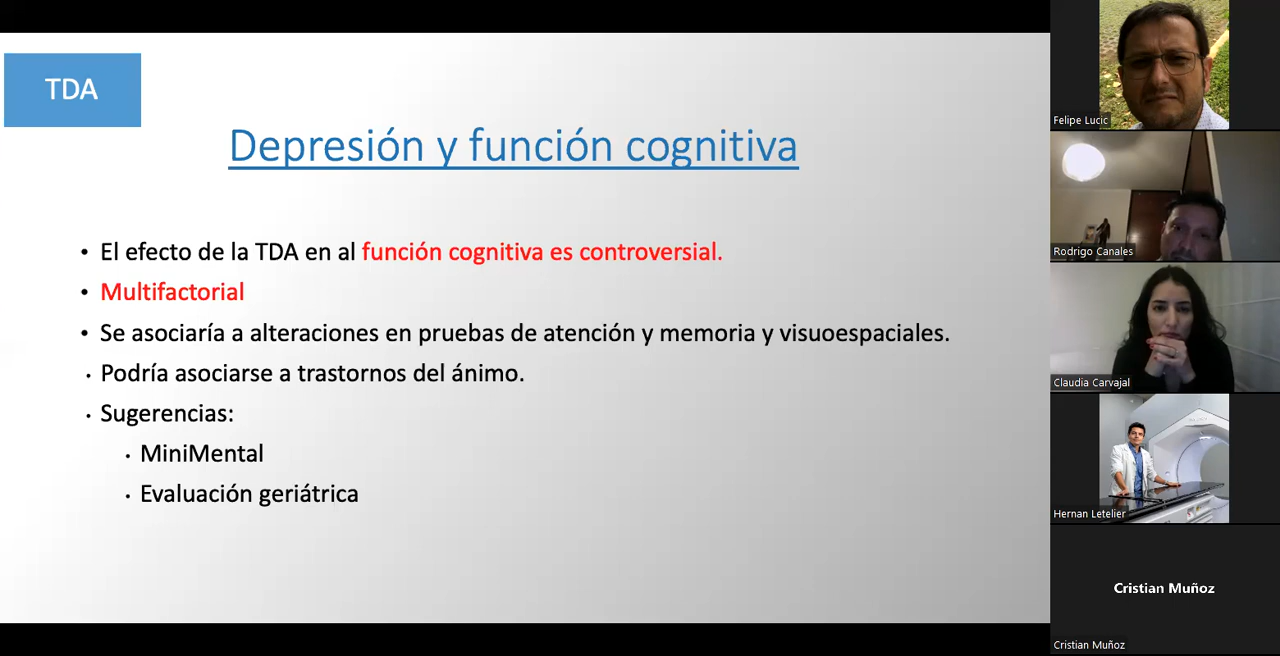 TDA
Depresión y función cognitiva
• El efecto de la TDA en al función cognitiva es controversial.
• Multifactorial
• Se asociaría a alteraciones en pruebas de atención y memoria y visuoespaciales.
• Podría asociarse a trastornos del ánimo.
• Sugerencias:
• MiniMental
• Evaluación geriátrica
Felipe Lucic
Rodrigo Canales
Claudia Carvajal
Hernan Letelier
Cristian Muñoz
Cristian Muñoz